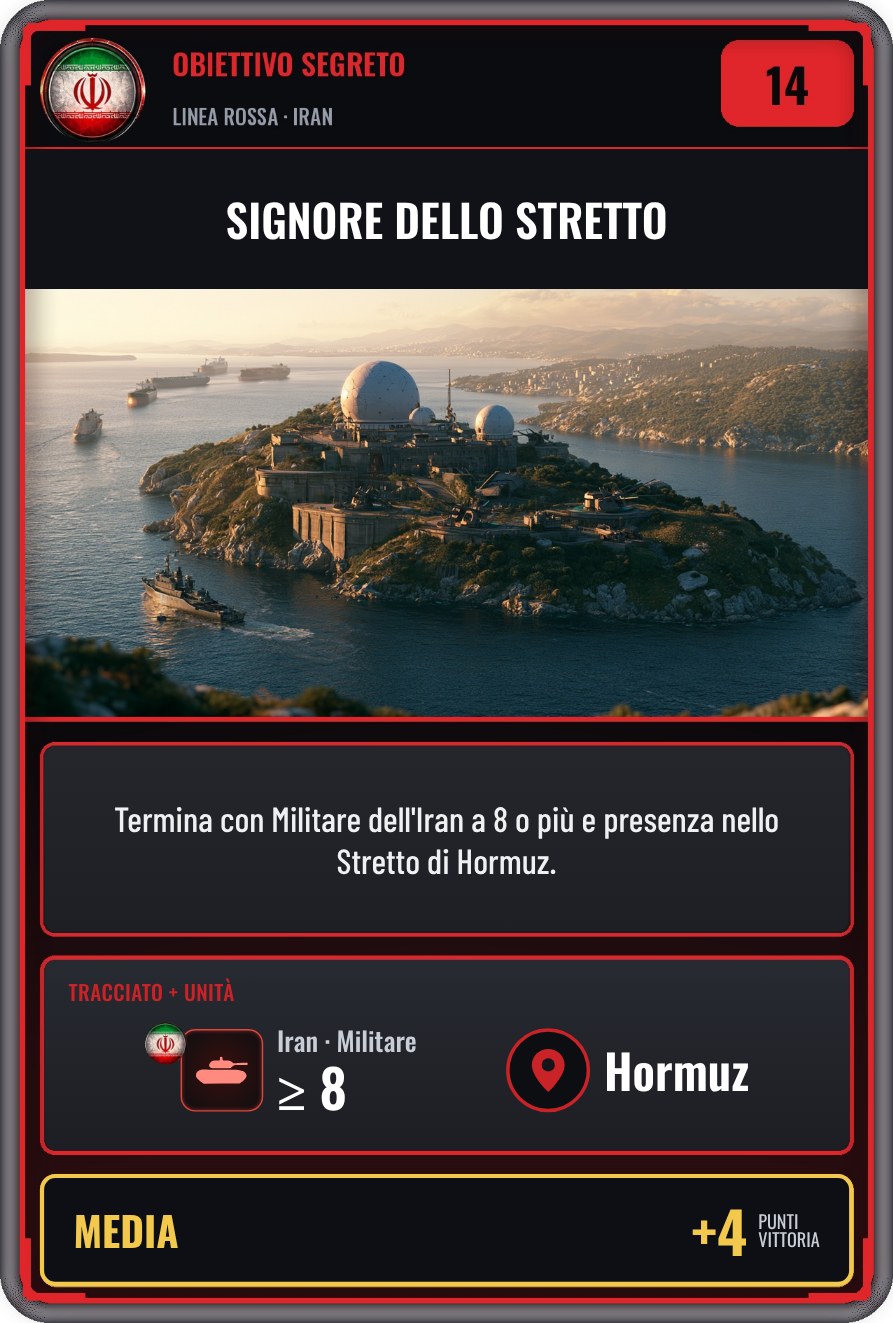 OBIETTIVO SEGRETO
LINEA ROSSA · IRAN
14
SIGNORE DELLO STRETTO
Termina con Militare dell'Iran a 8 o più e presenza nello
Stretto di Hormuz.
TRACCIATO + UNITÀ
Iran · Militare
≥ 8
Hormuz
MEDIA
+4
PUNTI
VITTORIA